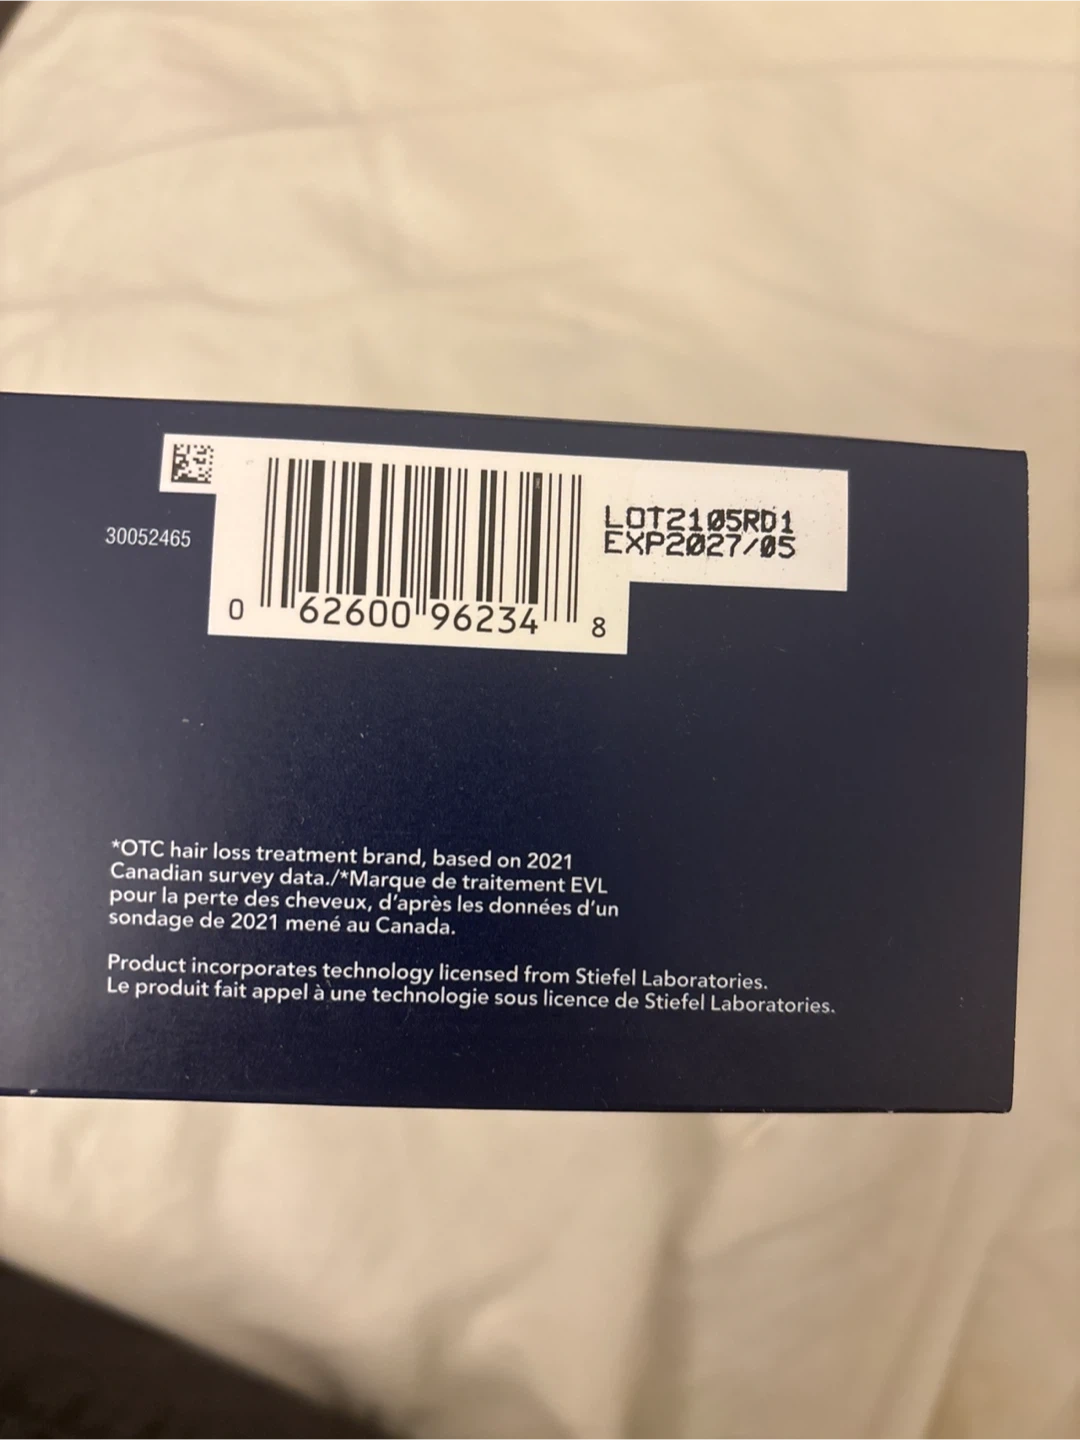 LOT2105RD1
EXP2027/05
30052465
0 62600 96234 8
*OTC hair loss treatment brand, based on 2021
Canadian survey data./*Marque de traitement EVL
pour la perte des cheveux, d'après les données d'un
sondage de 2021 mené au Canada.
Product incorporates technology licensed from Stiefel Laboratories.
Le produit fait appel à une technologie sous licence de Stiefel Laboratories.